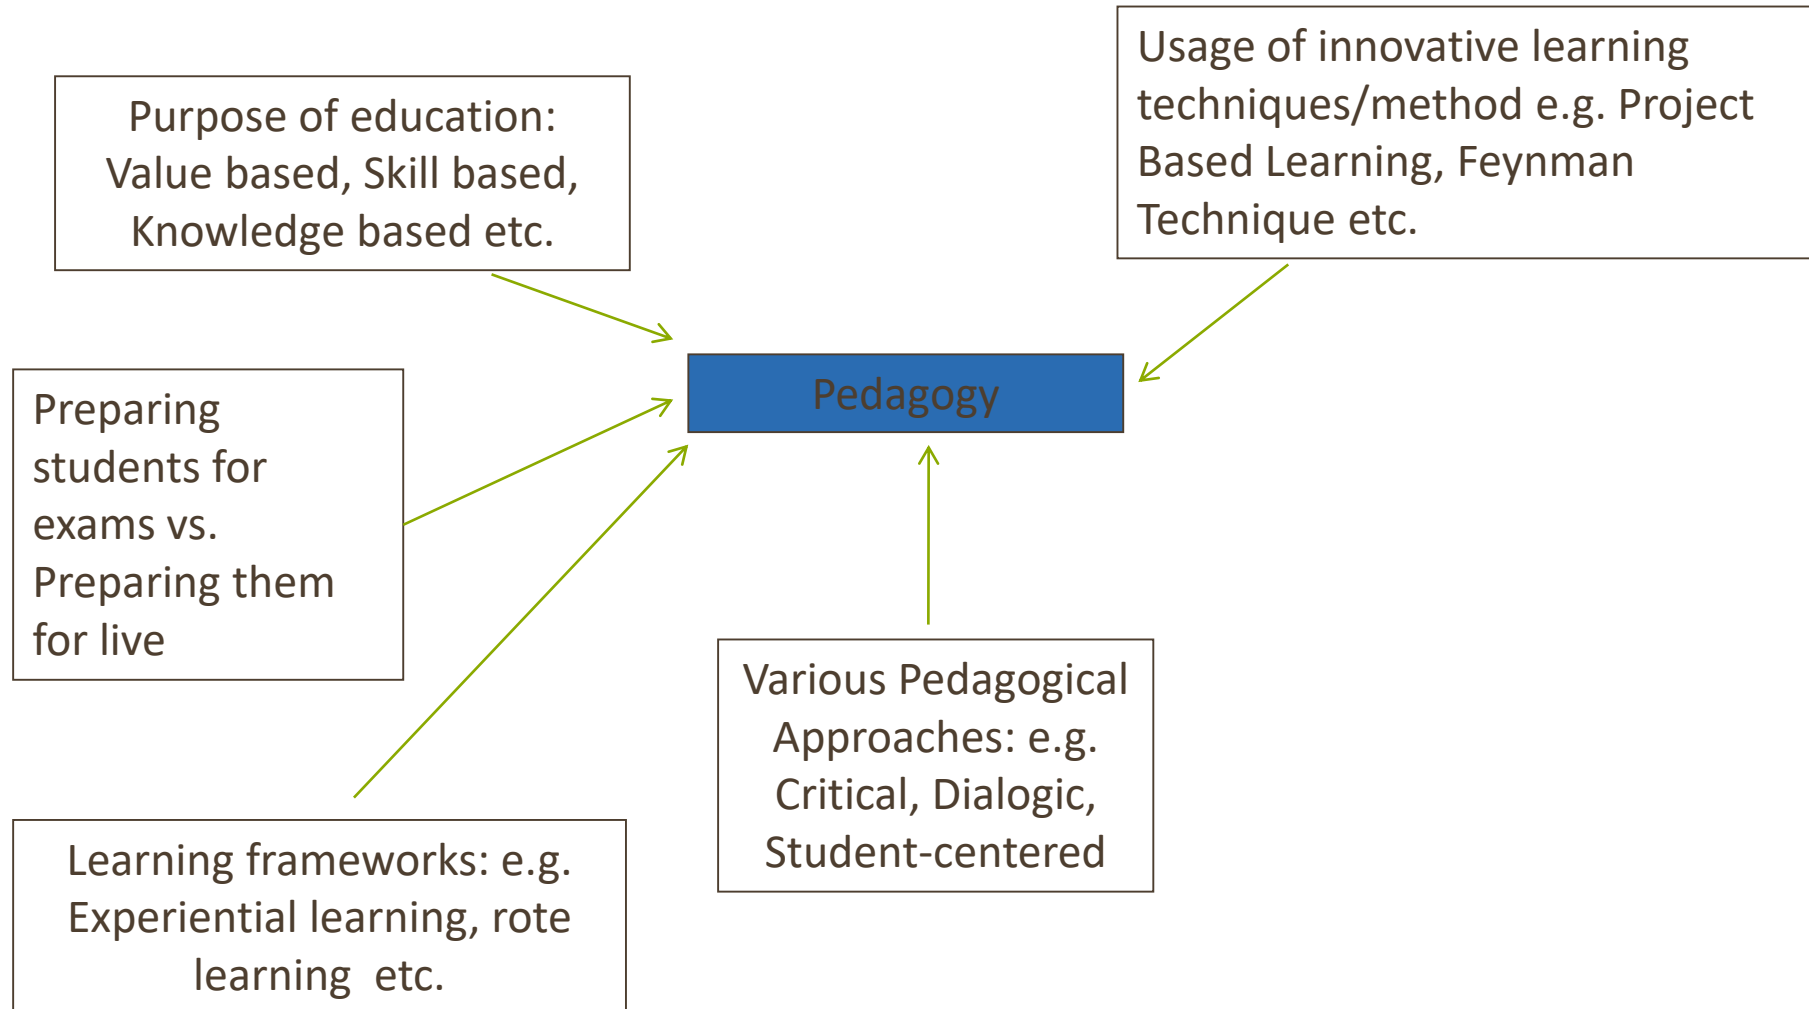 Purpose of education:
Value based, Skill based,
Knowledge based etc.
Usage of innovative learning
techniques/method e.g. Project
Based Learning, Feynman
Technique etc.
Pedagogy
Preparing
students for
exams vs.
Preparing them
for live
Various Pedagogical
Approaches: e.g.
Critical, Dialogic,
Student-centered
Learning frameworks: e.g.
Experiential learning, rote
learning  etc.